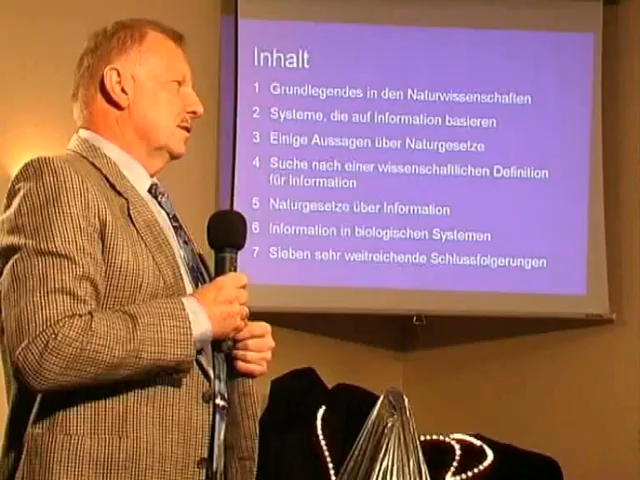 Inhalt
1 Grundlegendes in den Naturwissenschaften
2 Systeme, die auf Information basieren
3 Einige Aussagen über Naturgesetze
4 Suche nach einer wissenschaftlichen Definition
für Information
5 Naturgesetze über Information
6 Information in biologischen Systemen
7 Sieben sehr weitreichende Schlussfolgerungen